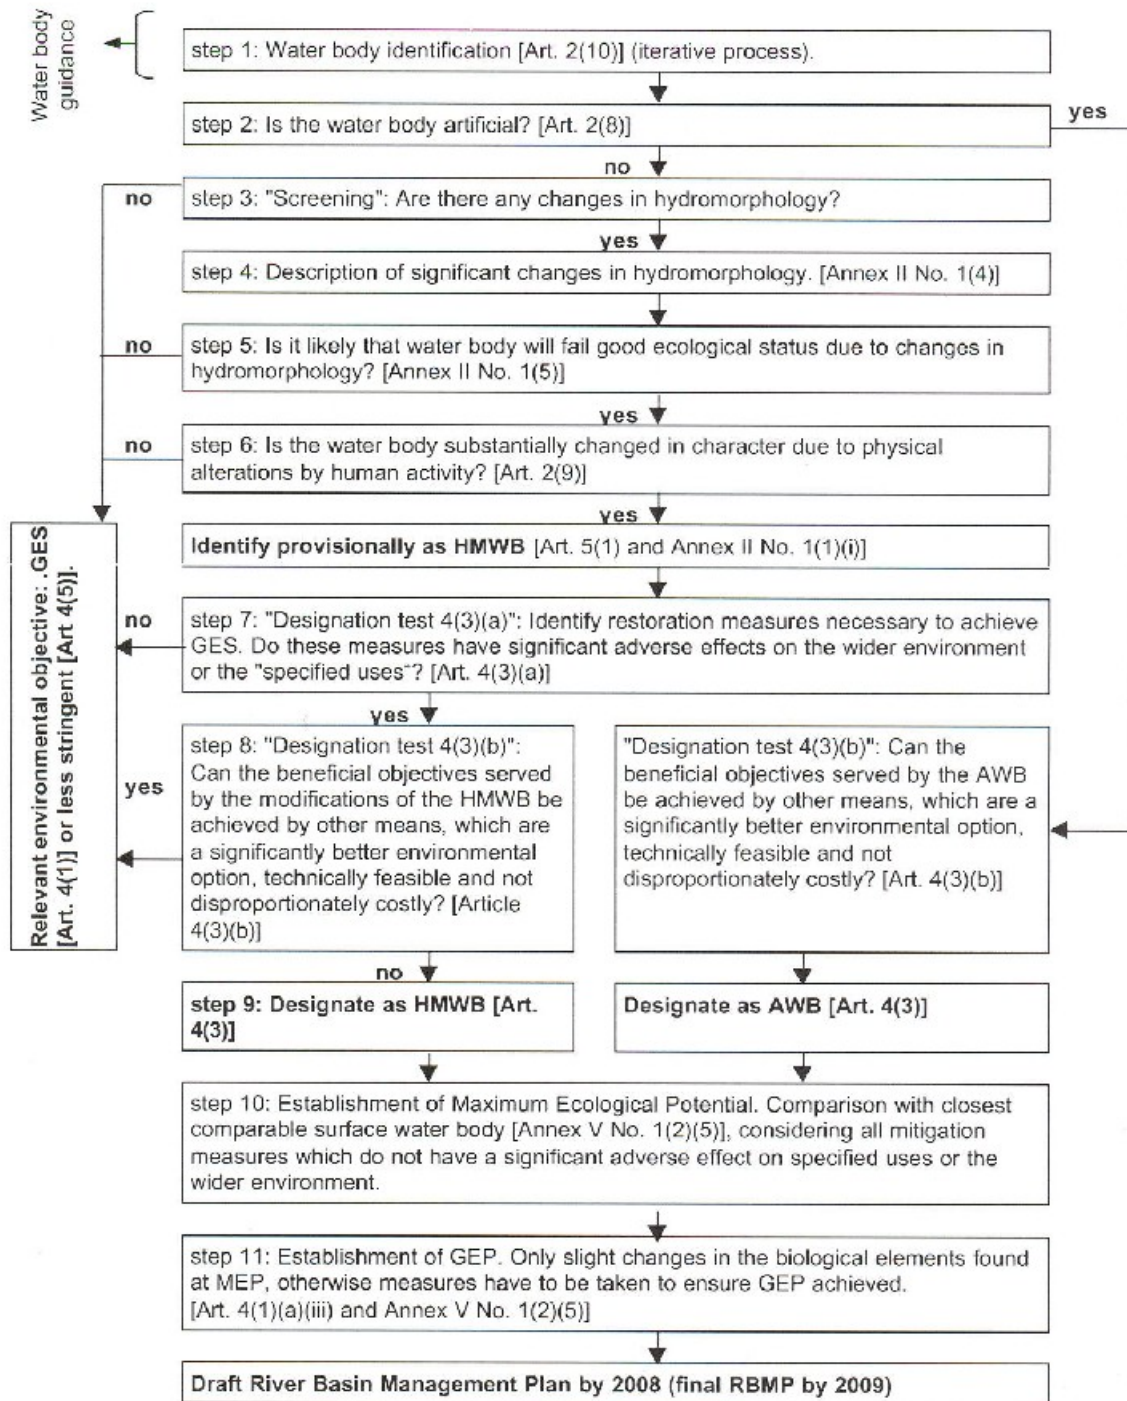 Water body
guidance
step 1: Water body identification [Art. 2(10)] (iterative process).
step 2: Is the water body artificial? [Art. 2(8)]
yes
no
no
step 3: "Screening": Are there any changes in hydromorphology?
yes
step 4: Description of significant changes in hydromorphology. [Annex II No. 1(4)]
no
step 5: Is it likely that water body will fail good ecological status due to changes in
hydromorphology? [Annex II No. 1(5)]
yes
no
step 6: Is the water body substantially changed in character due to physical
alterations by human activity? [Art. 2(9)]
yes
Identify provisionally as HMWB [Art. 5(1) and Annex II No. 1(1)(i)]
Relevant environmental objective: .GES
[Art. 4(1)] or less stringent [Art 4(5)].
no
step 7: "Designation test 4(3)(a)": Identify restoration measures necessary to achieve
GES. Do these measures have significant adverse effects on the wider environment
or the "specified uses"? [Art. 4(3)(a)]
yes
yes
step 8: "Designation test 4(3)(b)":
Can the beneficial objectives served
by the modifications of the HMWB be
achieved by other means, which are
a significantly better environmental
option, technically feasible and not
disproportionately costly? [Article
4(3)(b)]
"Designation test 4(3)(b)": Can the
beneficial objectives served by the AWB
be achieved by other means, which are a
significantly better environmental option,
technically feasible and not
disproportionately costly? [Art. 4(3)(b)]
no
step 9: Designate as HMWB [Art.
4(3)]
Designate as AWB [Art. 4(3)]
step 10: Establishment of Maximum Ecological Potential. Comparison with closest
comparable surface water body [Annex V No. 1(2)(5)], considering all mitigation
measures which do not have a significant adverse effect on specified uses or the
wider environment.
step 11: Establishment of GEP. Only slight changes in the biological elements found
at MEP, otherwise measures have to be taken to ensure GEP achieved.
[Art. 4(1)(a)(iii) and Annex V No. 1(2)(5)]
Draft River Basin Management Plan by 2008 (final RBMP by 2009)